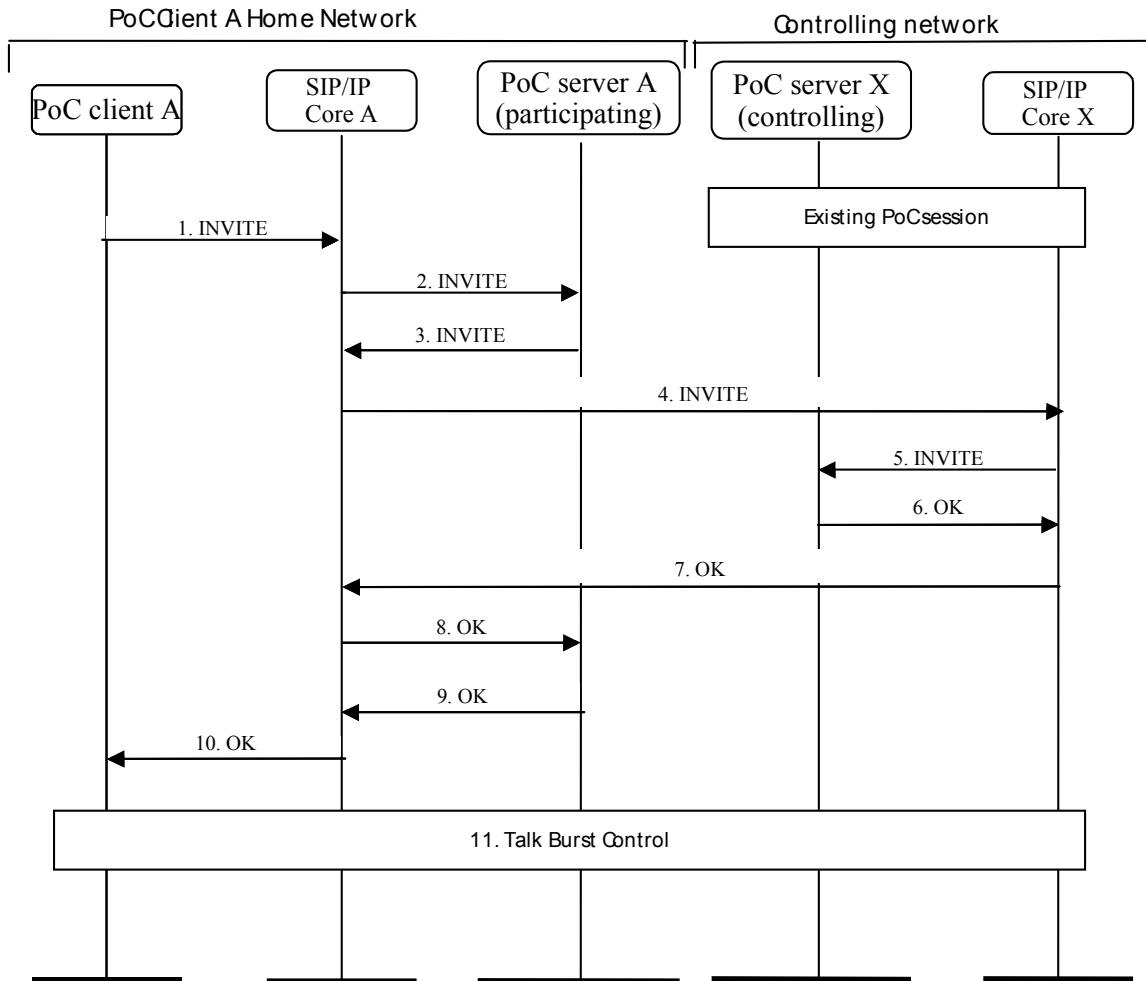 PoCClient A Home Network
Controlling network
PoC client A
SIP/IP
Core A
PoC server A
(participating)
PoC server X
(controlling)
SIP/IP
Core X
Existing PoCsession
1. INVITE
2. INVITE
3. INVITE
4. INVITE
5. INVITE
6. OK
7. OK
8. OK
9. OK
10. OK
11. Talk Burst Control